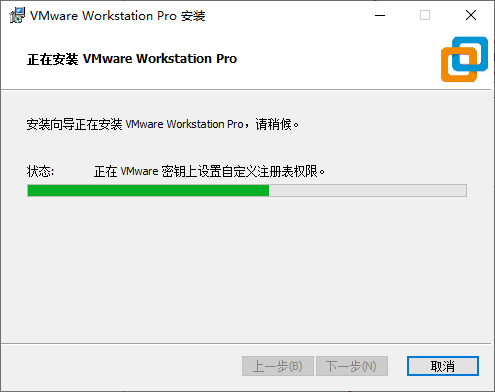 VMware Workstation Pro 安装
正在安装 VMware Workstation Pro
安装向导正在安装 VMware Workstation Pro，请稍候。
状态: 正在 VMware 密钥上设置自定义注册表权限。
上一步(B) 下一步(N) 取消